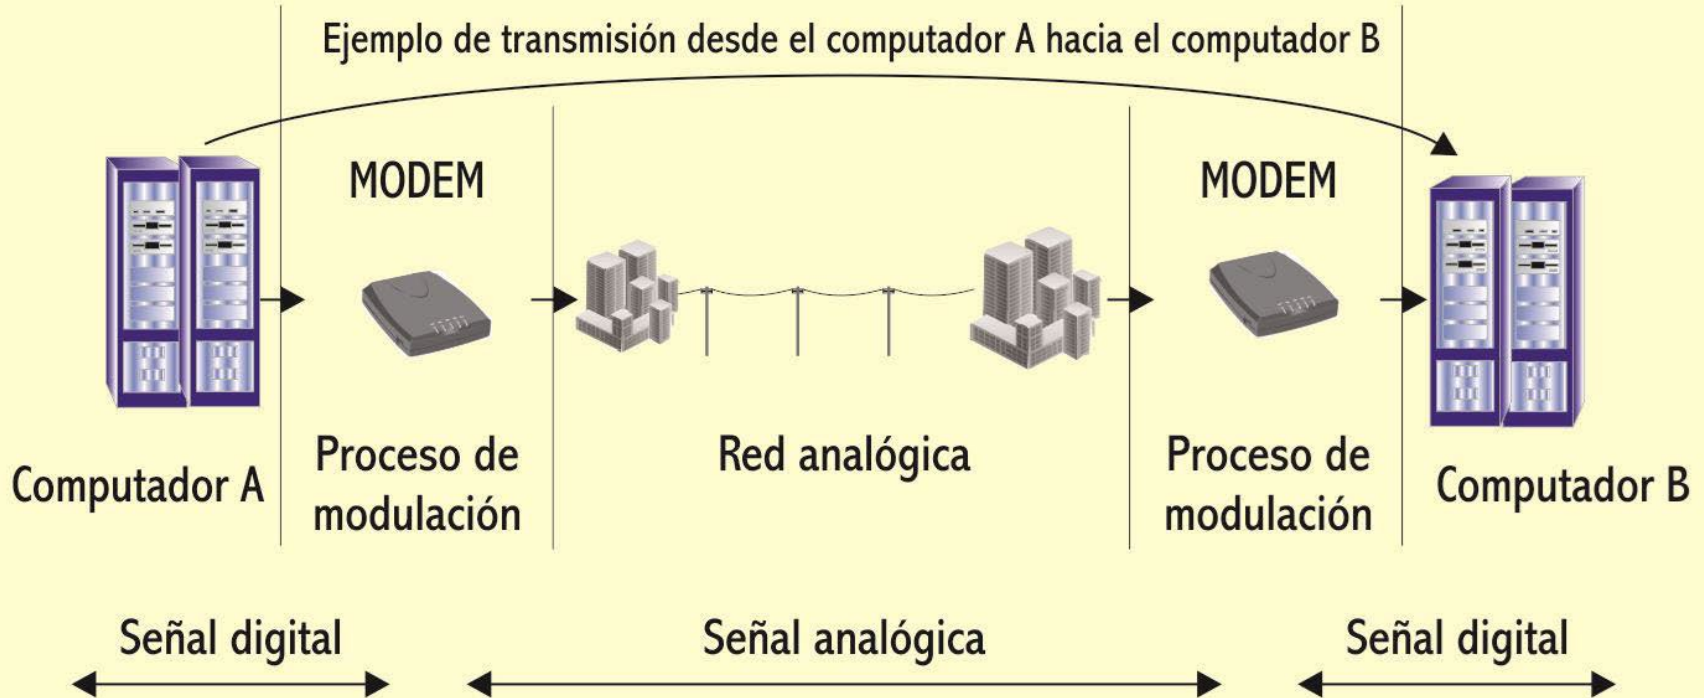 Ejemplo de transmisión desde el computador A hacia el computador B
MODEM
MODEM
Computador A
Proceso de
modulación
Red analógica
Proceso de
modulación
Computador B
Señal digital
Señal analógica
Señal digital